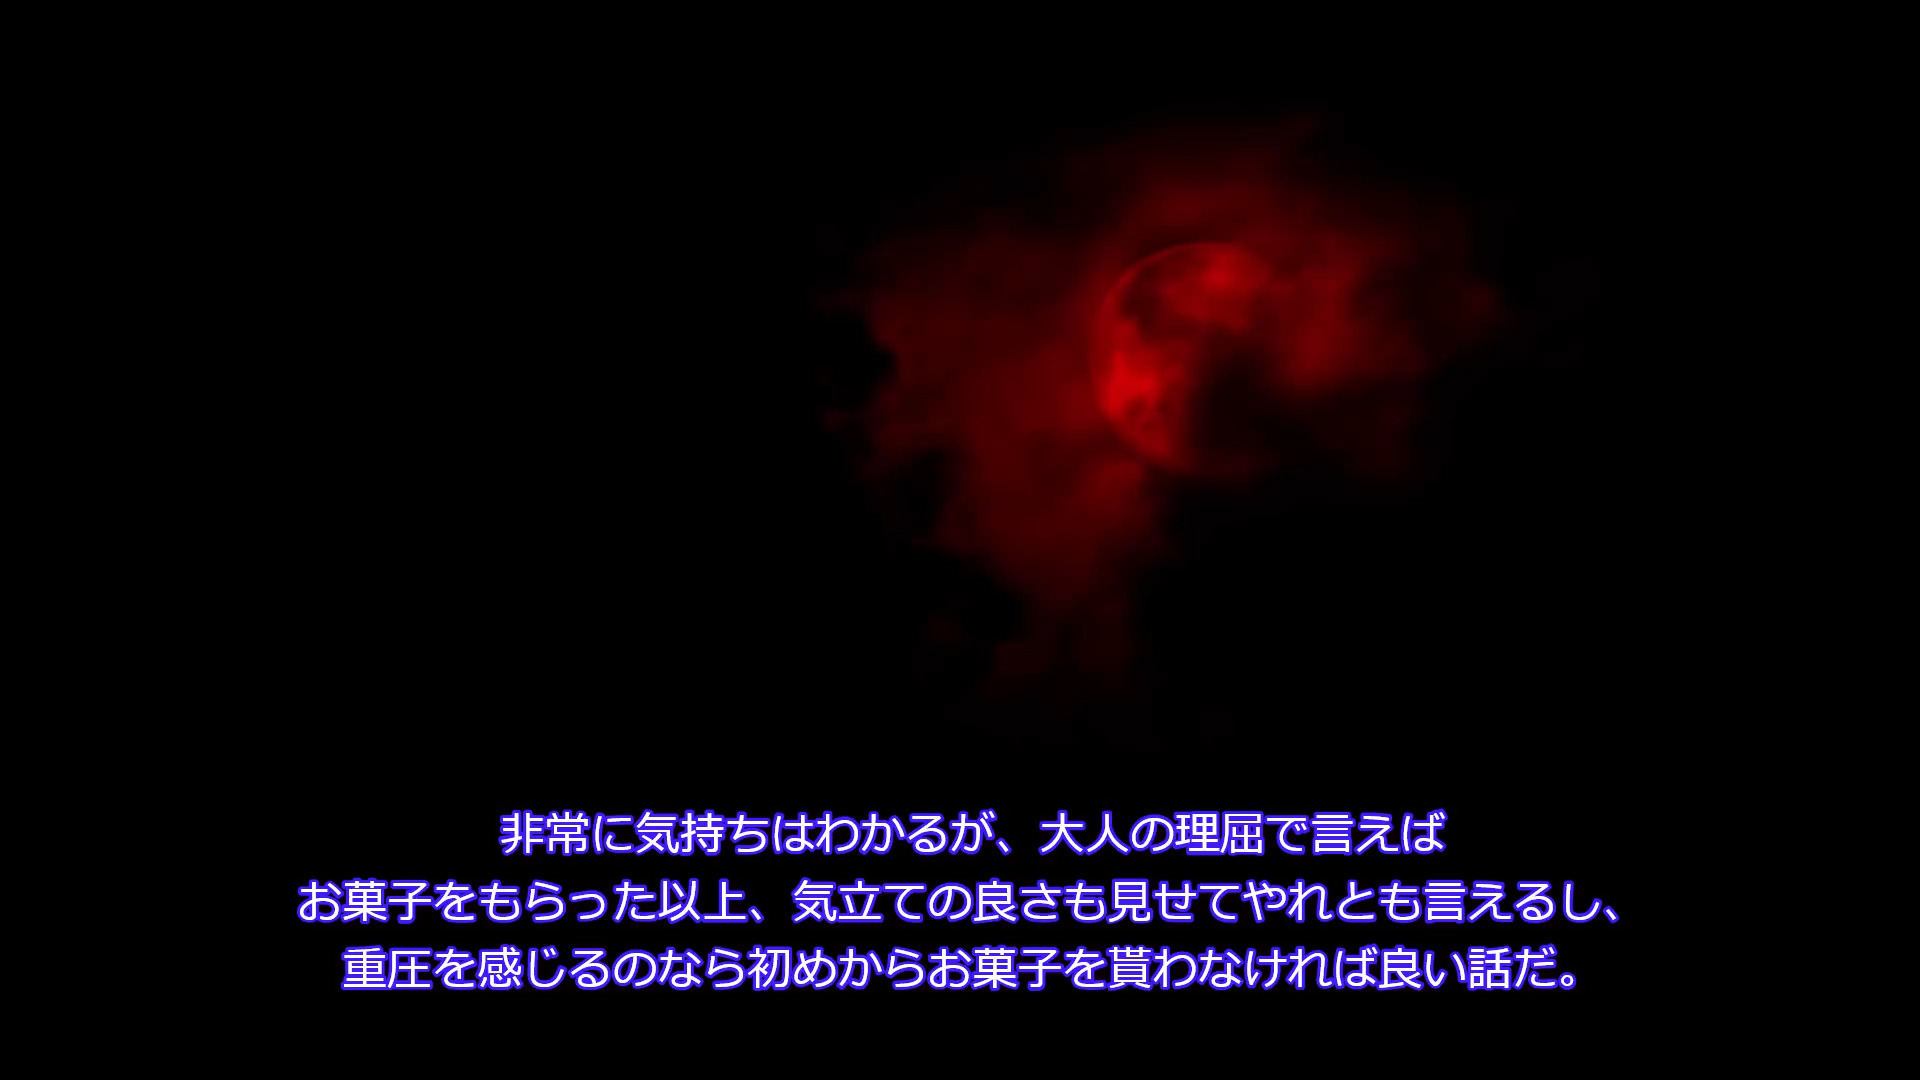 非常に気持ちはわかるが、大人の理屈で言えば
お菓子をもらった以上、気立ての良さも見せてやれとも言えるし、
重圧を感じるのなら初めからお菓子を貰わなければ良い話だ。